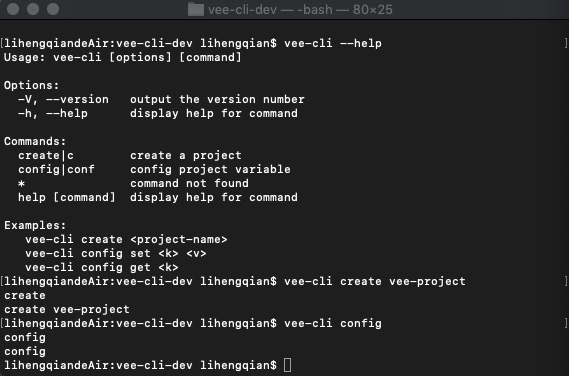 vee-cli-dev — -bash — 80×25
[lihengqiandeAir:vee-cli-dev lihengqian$ vee-cli --help ]
Usage: vee-cli [options] [command]
Options:
-V, --version output the version number
-h, --help display help for command
Commands:
create|c create a project
config|conf config project variable
* command not found
help [command] display help for command
Examples:
vee-cli create <project-name>
vee-cli config set <k> <v>
vee-cli config get <k>
[lihengqiandeAir:vee-cli-dev lihengqian$ vee-cli create vee-project ]
create
create vee-project
[lihengqiandeAir:vee-cli-dev lihengqian$ vee-cli config ]
config
config
lihengqiandeAir:vee-cli-dev lihengqian$